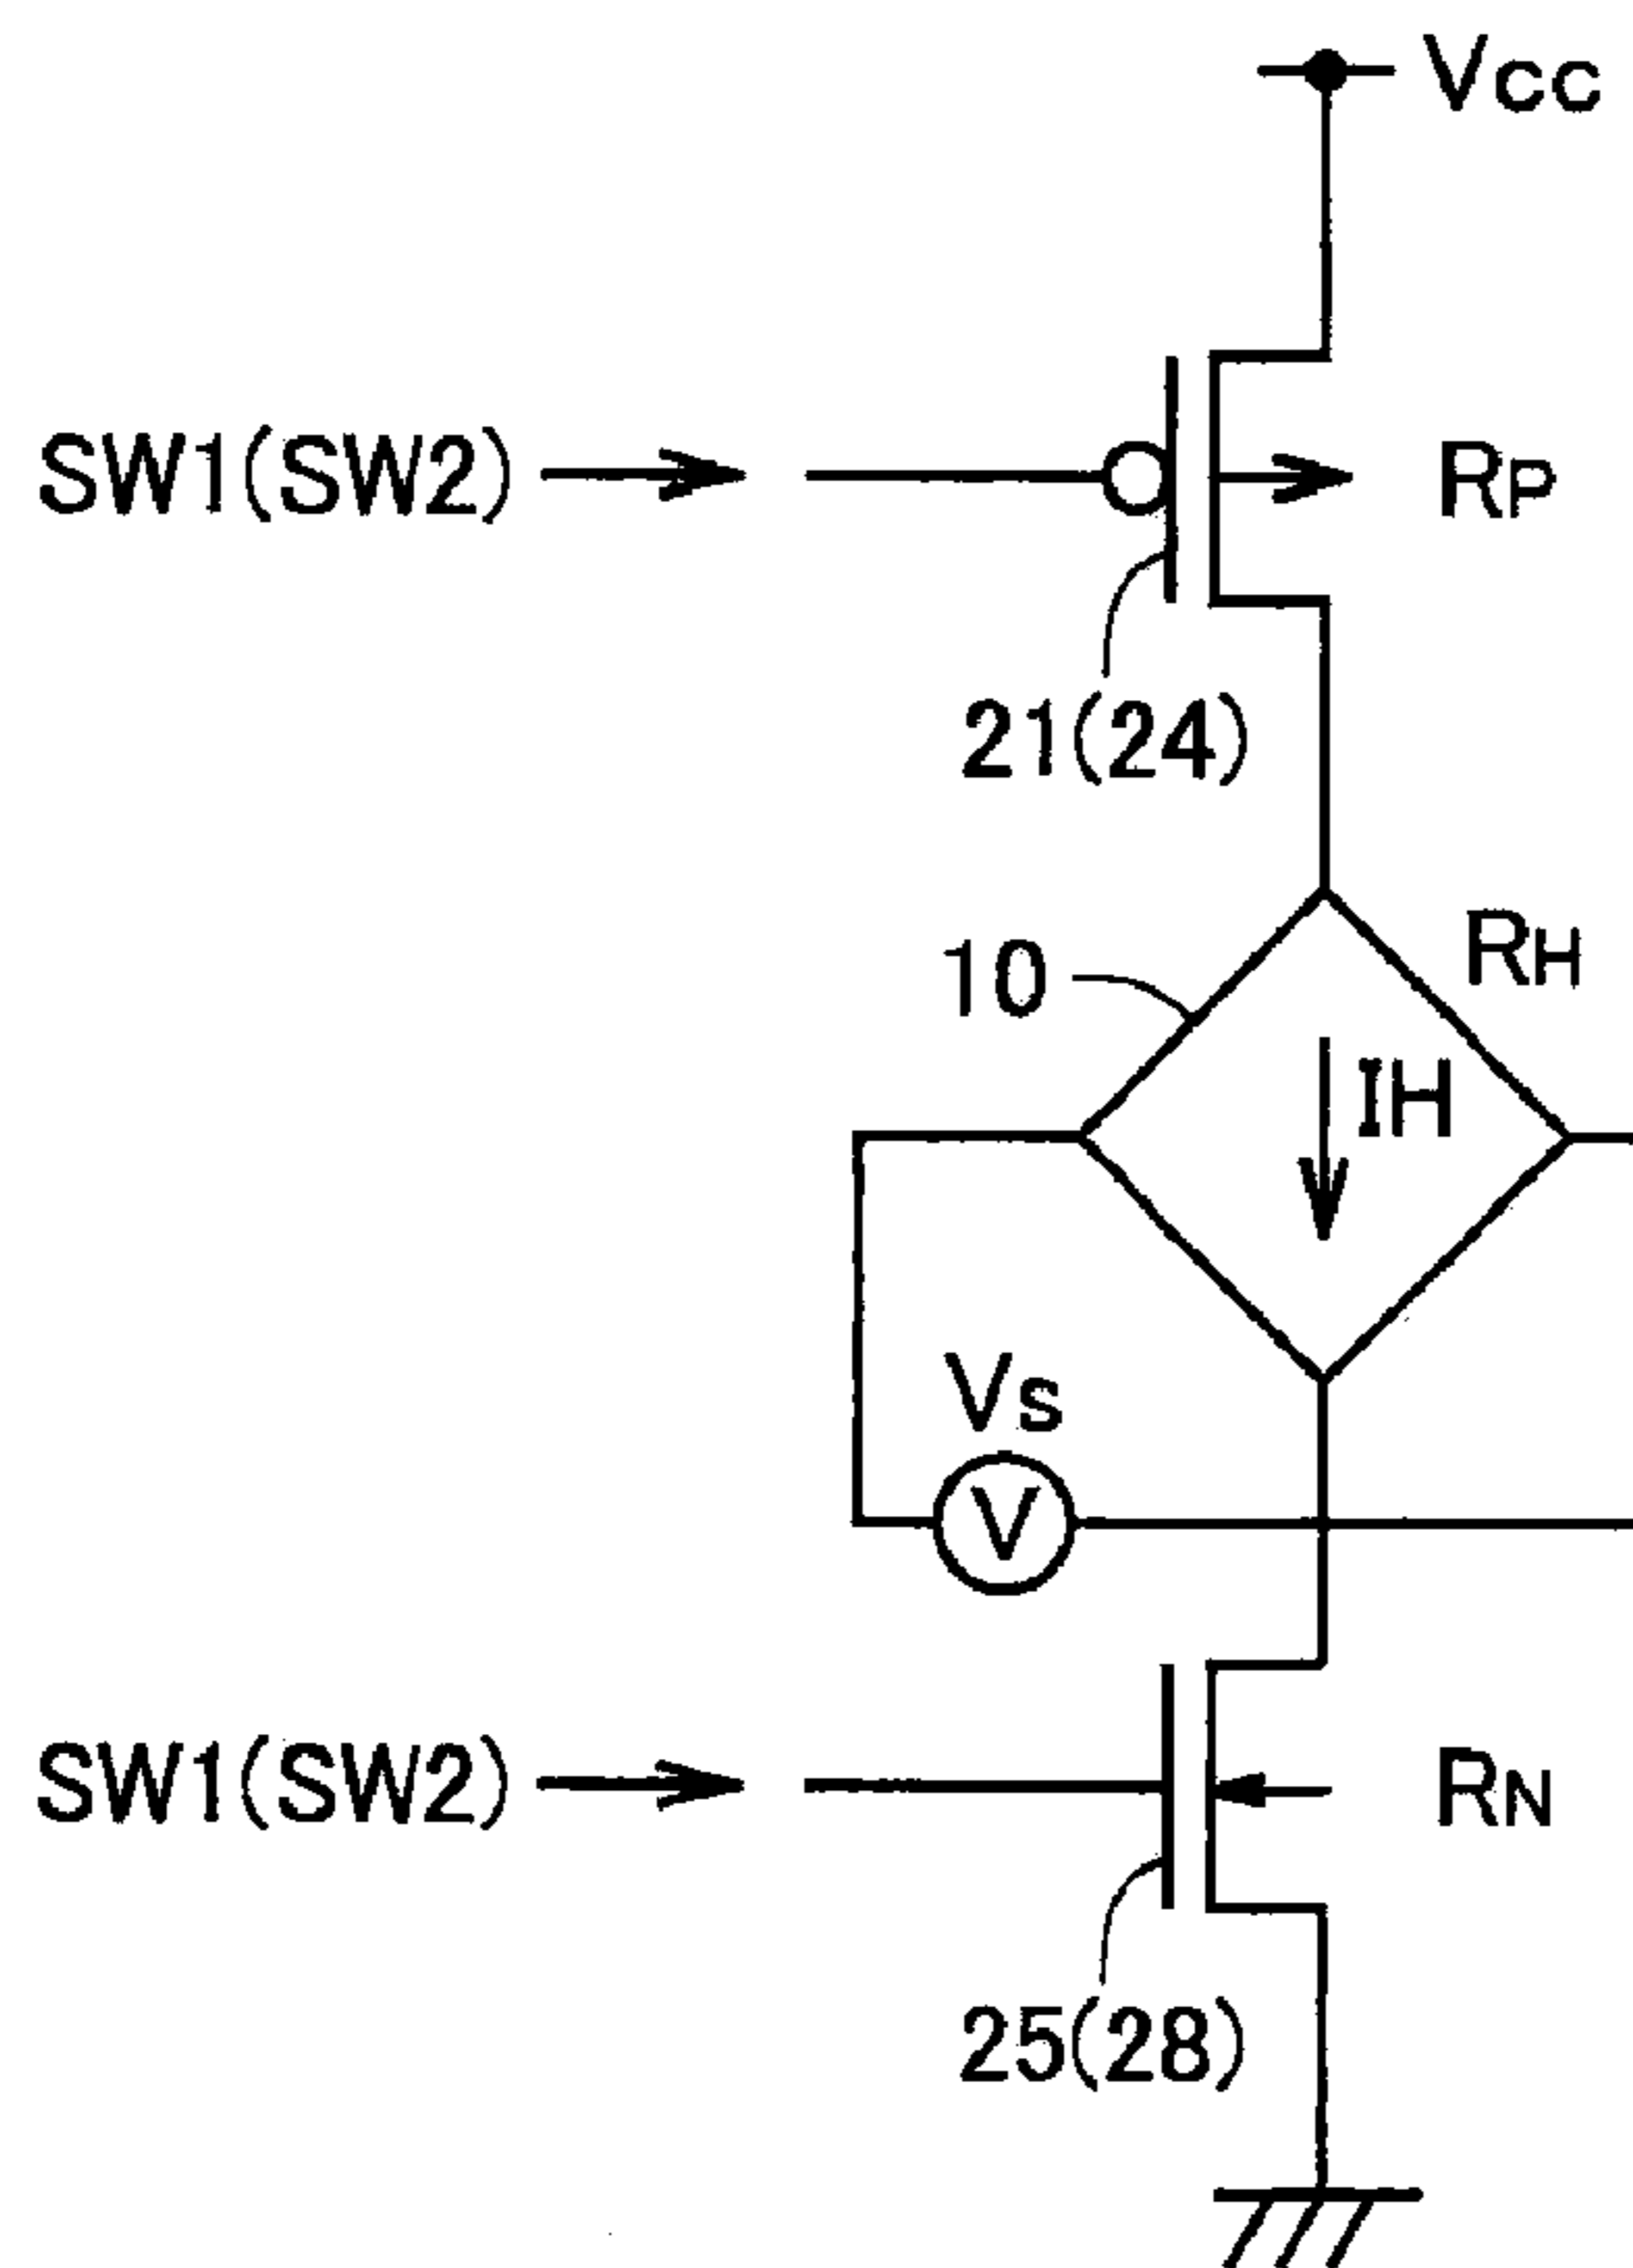 Vcc
SW1(SW2)
RP
21(24)
10
RH
IH
Vs
V
SW1(SW2)
RN
25(28)